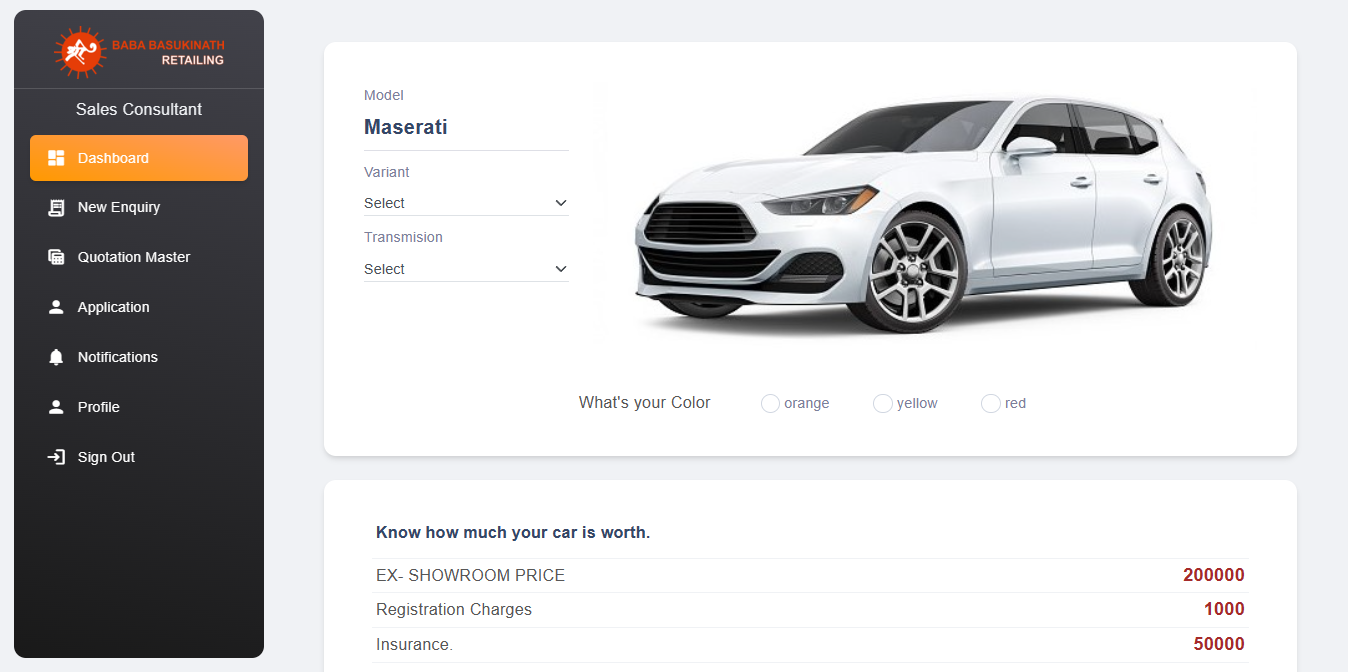 BABA BASUKINATH
RETAILING
Sales Consultant
Dashboard
New Enquiry
Quotation Master
Application
Notifications
Profile
Sign Out
Model
Maserati
Variant
Select
Transmision
Select
What's your Color
orange
yellow
red
Know how much your car is worth.
EX- SHOWROOM PRICE 200000
Registration Charges 1000
Insurance. 50000